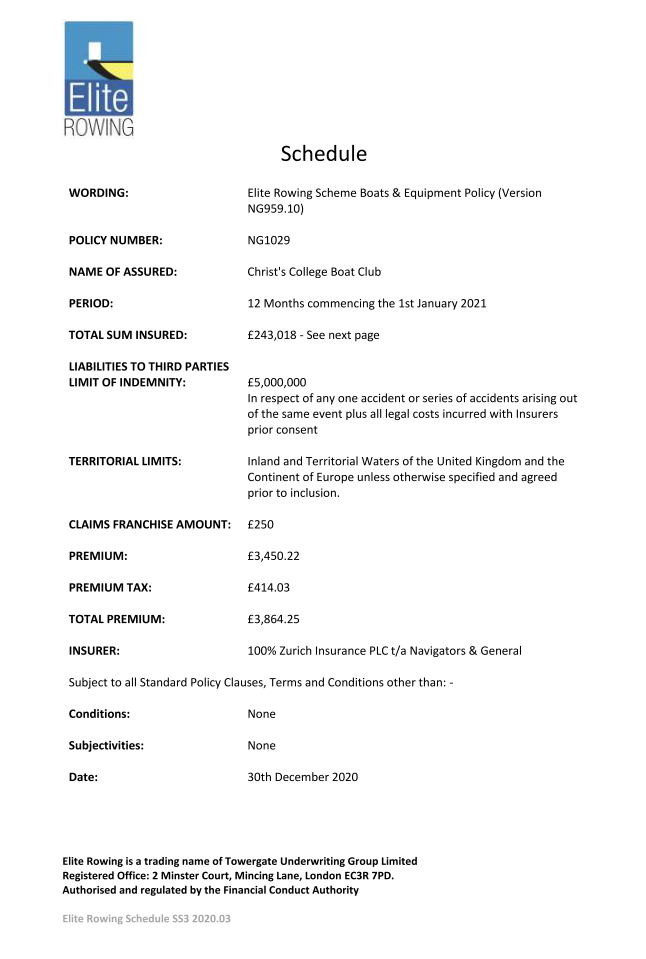 Elite
ROWING
Schedule
WORDING: Elite Rowing Scheme Boats & Equipment Policy (Version
NG959.10)
POLICY NUMBER: NG1029
NAME OF ASSURED: Christ's College Boat Club
PERIOD: 12 Months commencing the 1st January 2021
TOTAL SUM INSURED: £243,018 - See next page
LIABILITIES TO THIRD PARTIES
LIMIT OF INDEMNITY: £5,000,000
In respect of any one accident or series of accidents arising out
of the same event plus all legal costs incurred with Insurers
prior consent
TERRITORIAL LIMITS: Inland and Territorial Waters of the United Kingdom and the
Continent of Europe unless otherwise specified and agreed
prior to inclusion.
CLAIMS FRANCHISE AMOUNT: £250
PREMIUM: £3,450.22
PREMIUM TAX: £414.03
TOTAL PREMIUM: £3,864.25
INSURER: 100% Zurich Insurance PLC t/a Navigators & General
Subject to all Standard Policy Clauses, Terms and Conditions other than: -
Conditions: None
Subjectivities: None
Date: 30th December 2020
Elite Rowing is a trading name of Towergate Underwriting Group Limited
Registered Office: 2 Minster Court, Mincing Lane, London EC3R 7PD.
Authorised and regulated by the Financial Conduct Authority
Elite Rowing Schedule SS3 2020.03